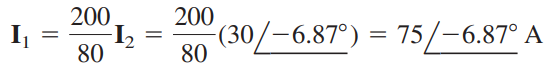 I₁ = 200/80 I₂ = 200/80 (30∠−6.87°) = 75∠−6.87° A